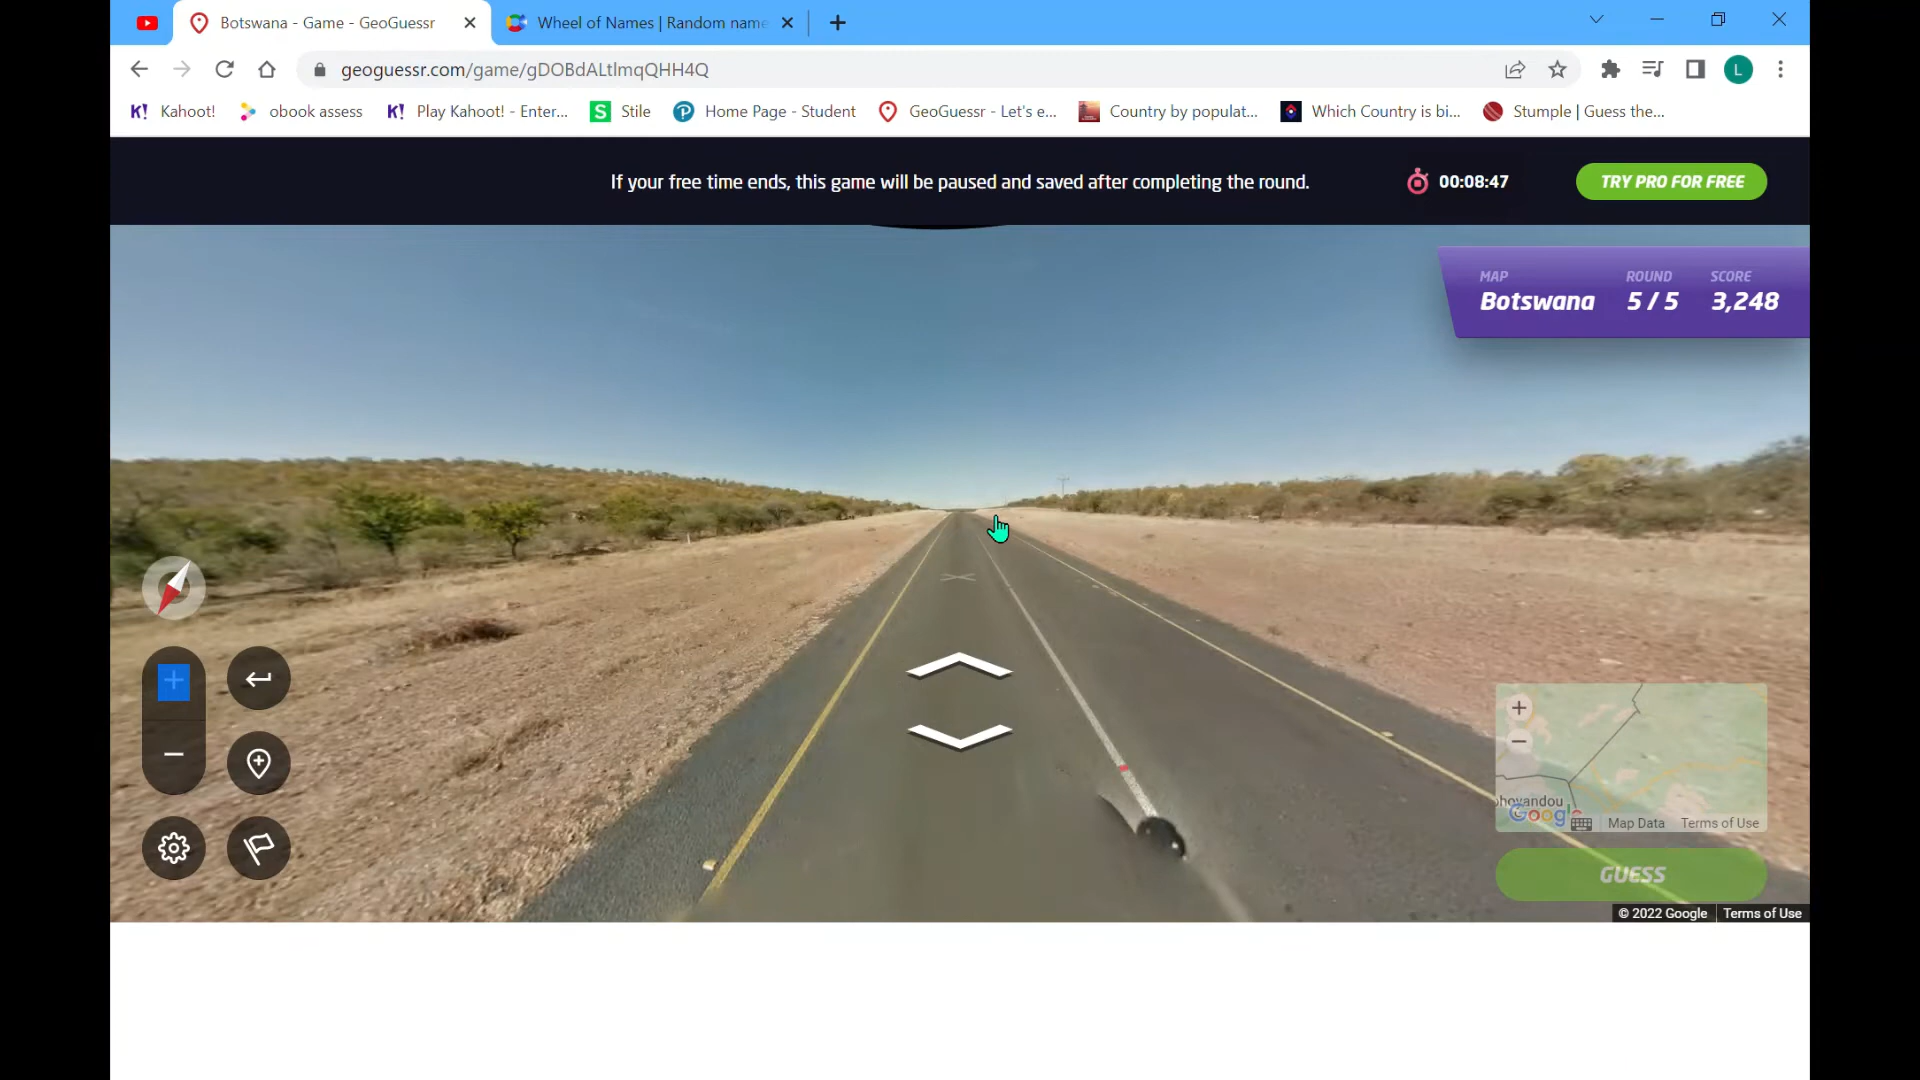 Botswana - Game - GeoGuessr
Wheel of Names | Random name
geoguessr.com/game/gDOBdALtlmqQHH4Q
L
K! Kahoot!
obook assess
K! Play Kahoot! - Enter...
S Stile
Home Page - Student
GeoGuessr - Let's e...
Country by populat...
Which Country is bi...
Stumple | Guess the...
If your free time ends, this game will be paused and saved after completing the round.
00:08:47
TRY PRO FOR FREE
MAP ROUND SCORE
Botswana 5 / 5 3,248
hoyandou
Google
Map Data Terms of Use
GUESS
© 2022 Google Terms of Use